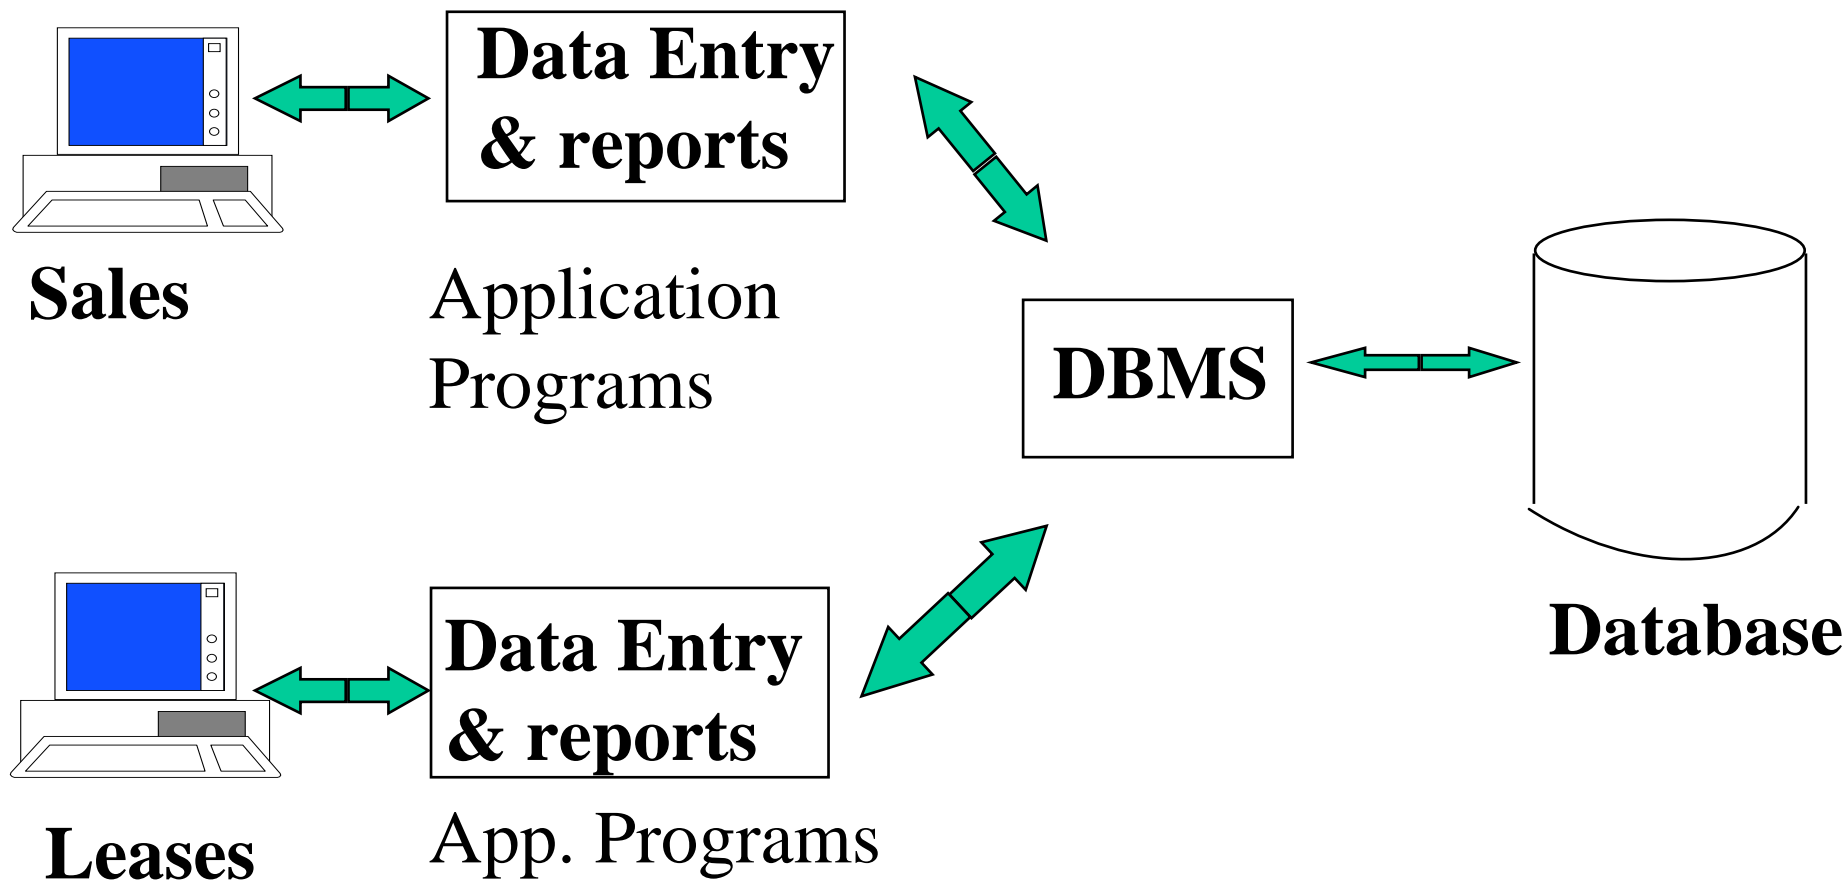 Data Entry
& reports
Sales
Application
Programs
DBMS
Database
Data Entry
& reports
Leases
App. Programs